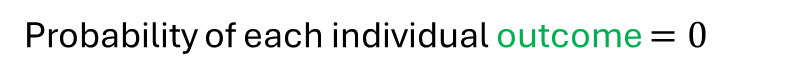 Probability of each individual outcome = 0